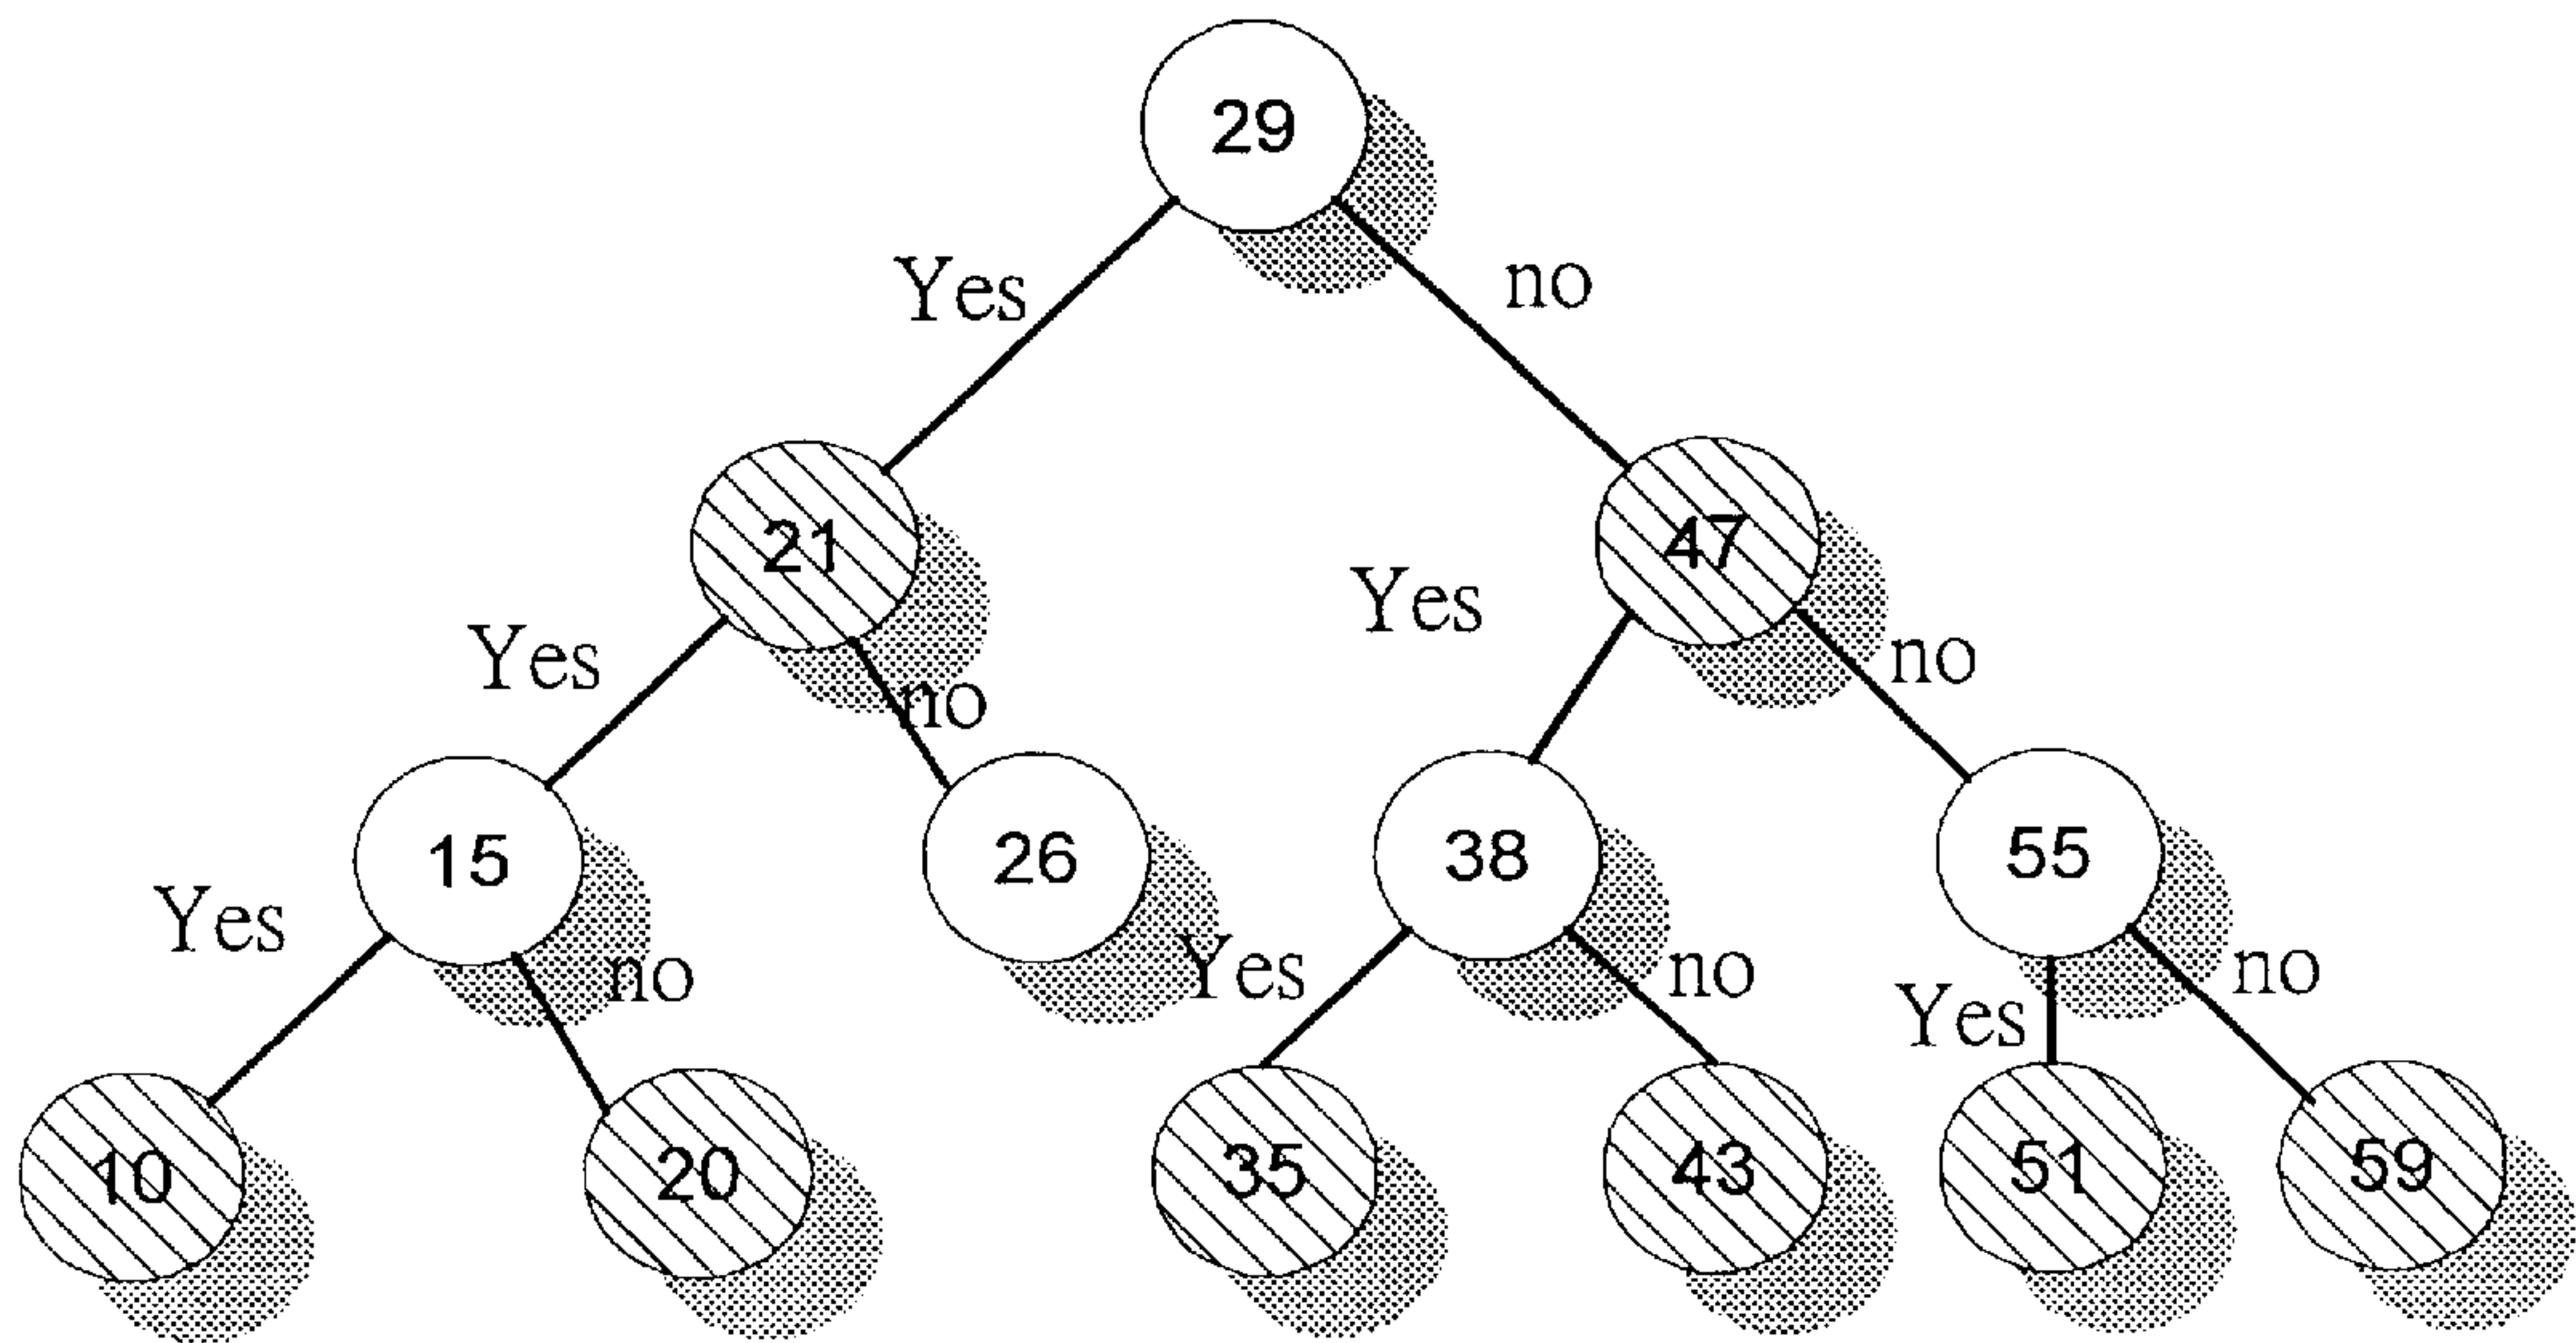 29
Yes no
21 47
Yes no Yes no
15 26 38 55
Yes no Yes no Yes no
10 20 35 43 51 59